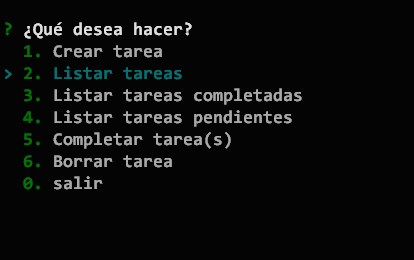 ? ¿Qué desea hacer?
1. Crear tarea
> 2. Listar tareas
3. Listar tareas completadas
4. Listar tareas pendientes
5. Completar tarea(s)
6. Borrar tarea
0. salir